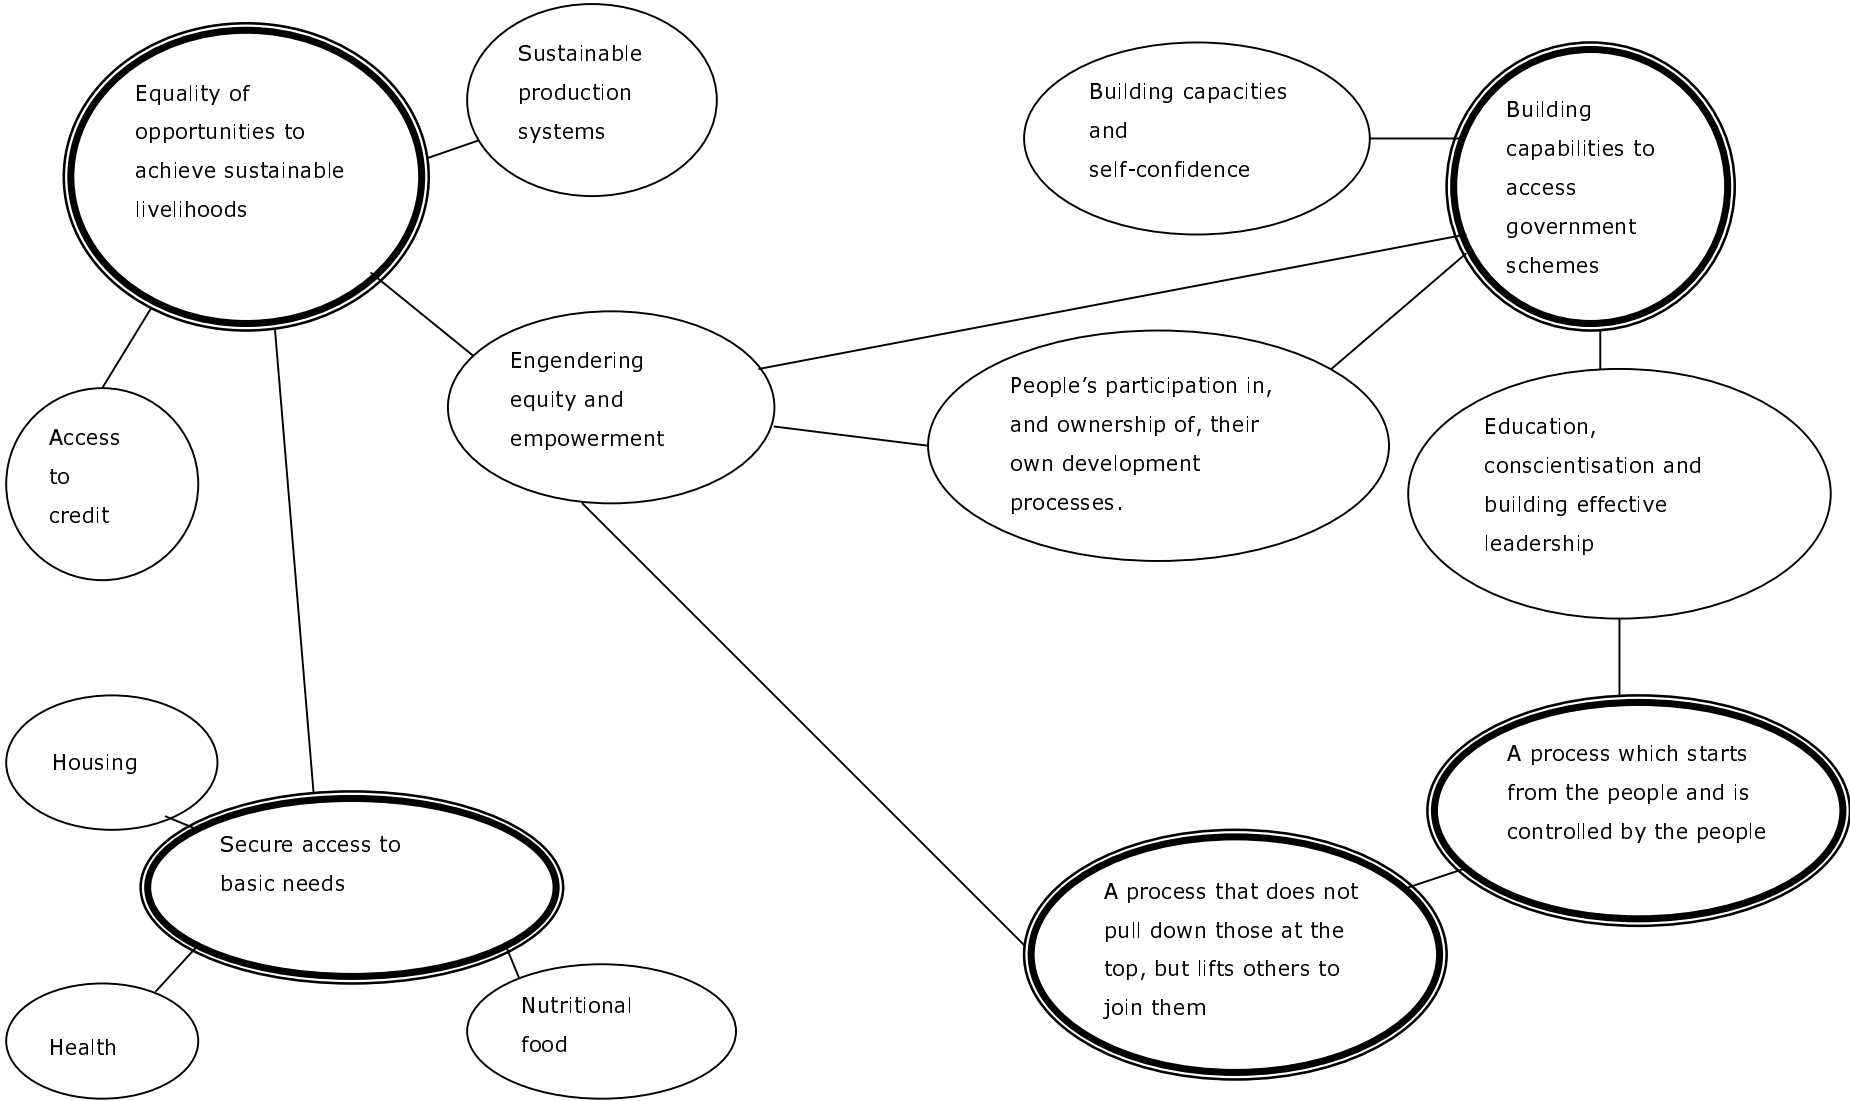 Equality of
opportunities to
achieve sustainable
livelihoods
Sustainable
production
systems
Building capacities
and
self-confidence
Building
capabilities to
access
government
schemes
Engendering
equity and
empowerment
People’s participation in,
and ownership of, their
own development
processes.
Education,
conscientisation and
building effective
leadership
Access
to
credit
Housing
Secure access to
basic needs
A process which starts
from the people and is
controlled by the people
A process that does not
pull down those at the
top, but lifts others to
join them
Health
Nutritional
food